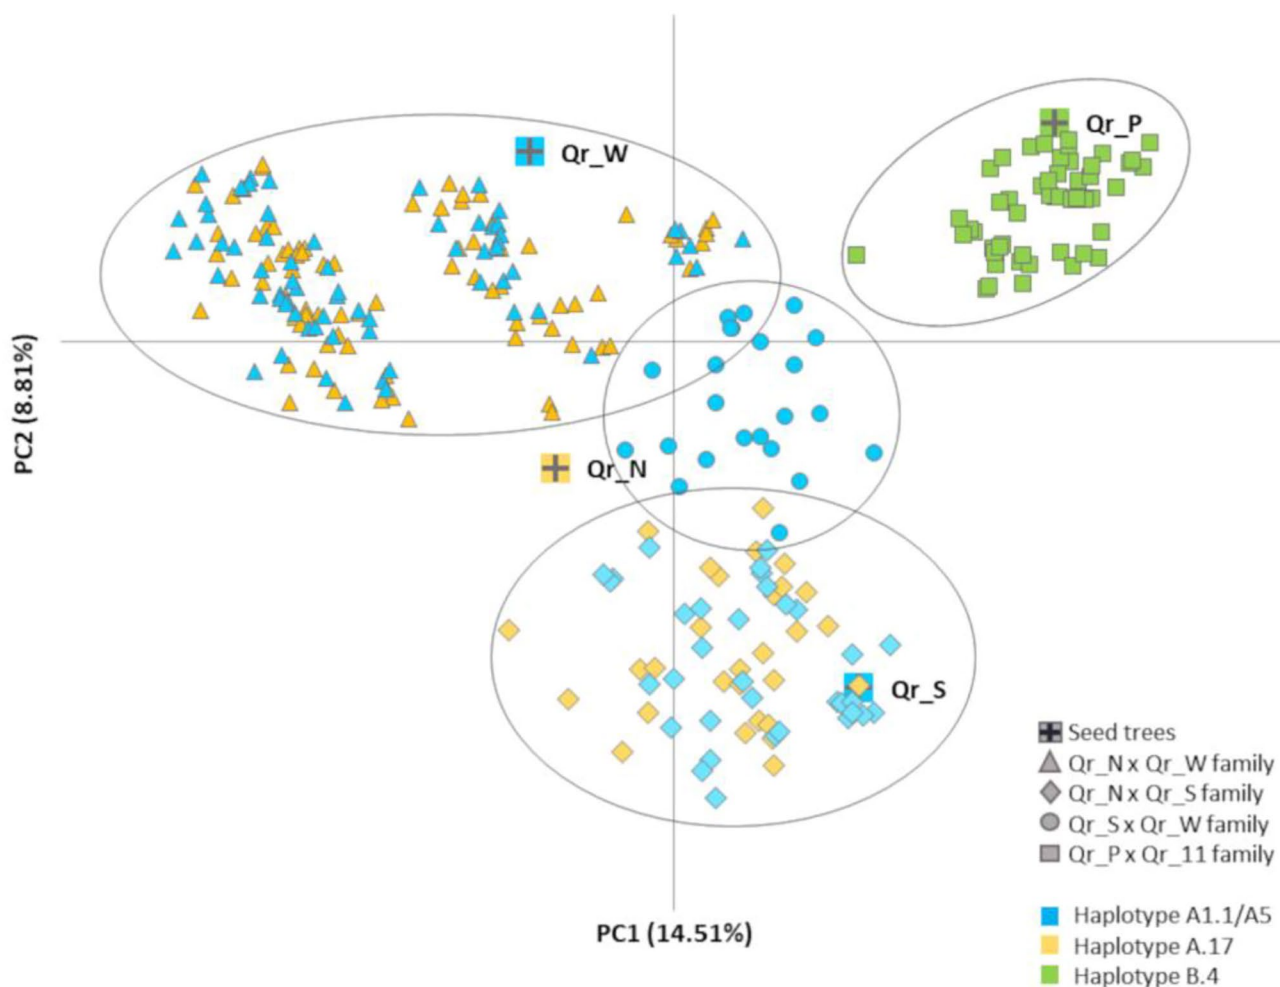 Qr_P
Qr_W
PC2 (8.81%)
Qr_N
Qr_S
Seed trees
Qr_N x Qr_W family
Qr_N x Qr_S family
Qr_S x Qr_W family
Qr_P x Qr_11 family
Haplotype A1.1/A5
PC1 (14.51%)
Haplotype A.17
Haplotype B.4